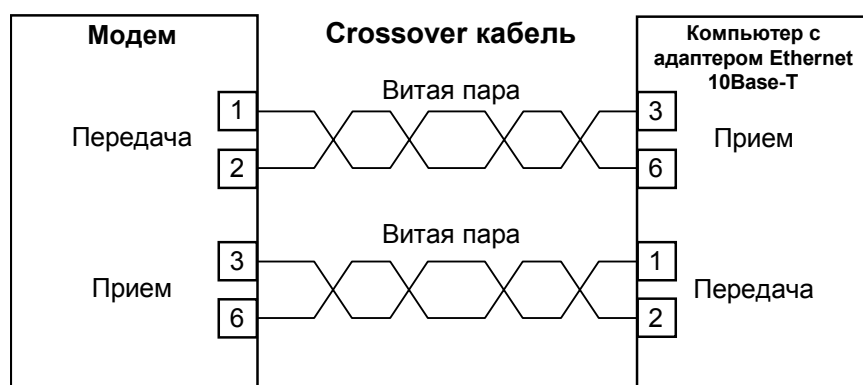 Модем
Crossover кабель
Компьютер с
адаптером Ethernet
10Base-T
Витая пара
1
3
Передача
Прием
2
6
Витая пара
3
1
Прием
Передача
6
2